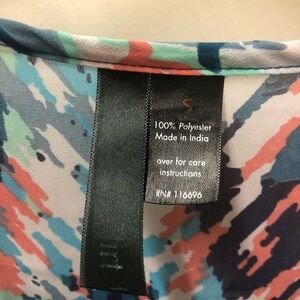 100% Polyester
Made in India
over for care
instructions
RN# 116696